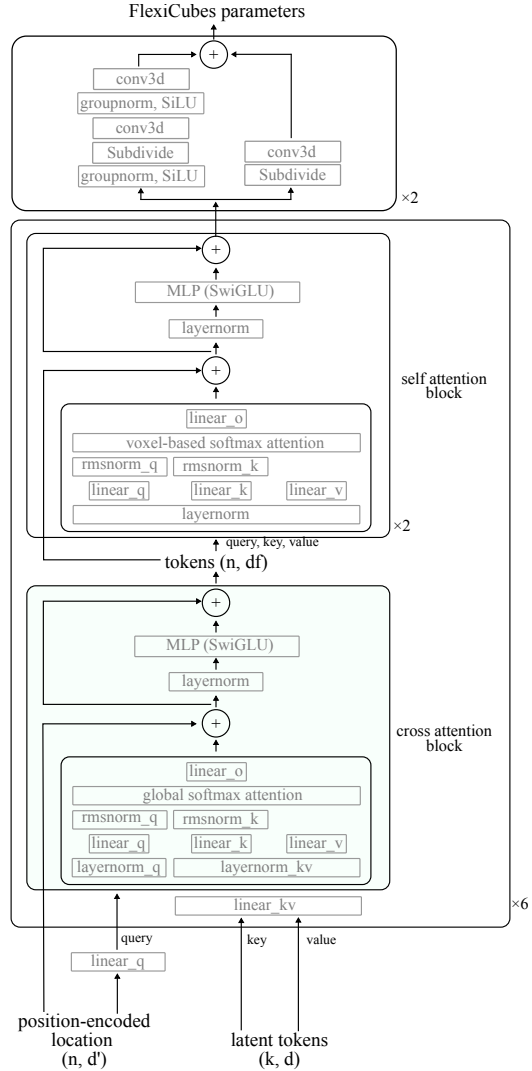 FlexiCubes parameters
+
conv3d
groupnorm, SiLU
conv3d
Subdivide
groupnorm, SiLU
conv3d
Subdivide
×2
+
MLP (SwiGLU)
layernorm
+
self attention
block
linear_o
voxel-based softmax attention
rmsnorm_q rmsnorm_k
linear_q linear_k linear_v
layernorm
×2
query, key, value
tokens (n, df)
+
MLP (SwiGLU)
layernorm
+
cross attention
block
linear_o
global softmax attention
rmsnorm_q rmsnorm_k
linear_q linear_k linear_v
layernorm_q layernorm_kv
linear_kv
×6
query key value
linear_q
position-encoded
location
(n, d')
latent tokens
(k, d)